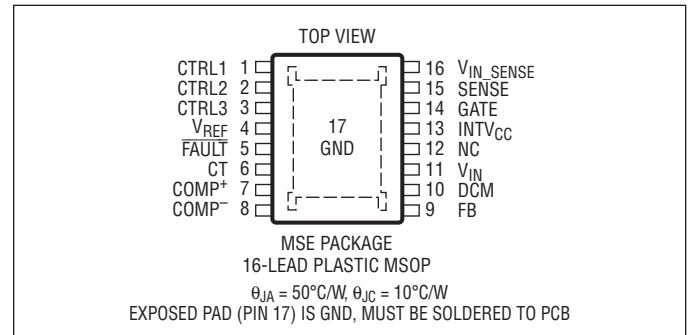 TOP VIEW
CTRL1 1
CTRL2 2
CTRL3 3
VREF 4
FAULT 5
CT 6
COMP+ 7
COMP– 8
17
GND
16 VIN_SENSE
15 SENSE
14 GATE
13 INTVCC
12 NC
11 VIN
10 DCM
9 FB
MSE PACKAGE
16-LEAD PLASTIC MSOP
θJA = 50°C/W, θJC = 10°C/W
EXPOSED PAD (PIN 17) IS GND, MUST BE SOLDERED TO PCB